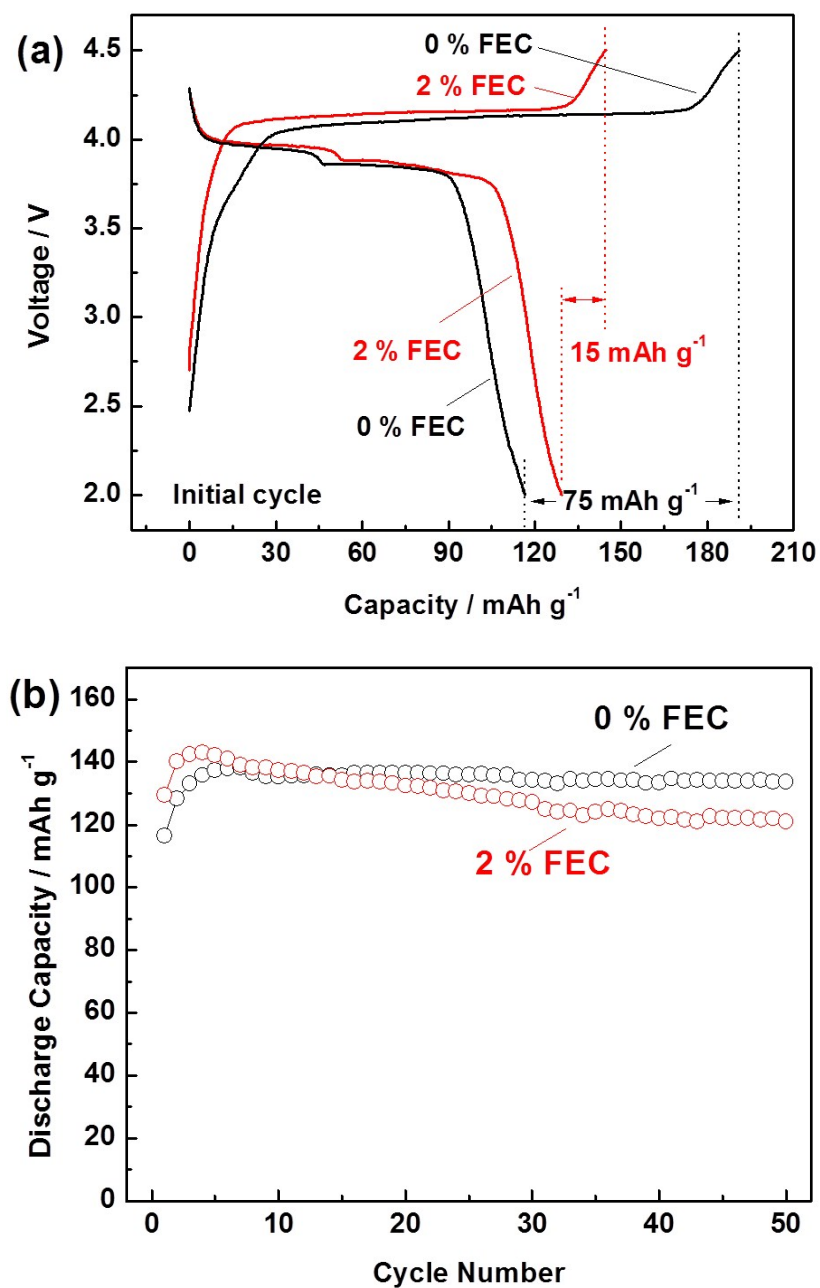 (a)
4.5
4.0
3.5
3.0
2.5
2.0
Voltage / V
0 % FEC
2 % FEC
2 % FEC
0 % FEC
15 mAh g⁻¹
75 mAh g⁻¹
Initial cycle
0 30 60 90 120 150 180 210
Capacity / mAh g⁻¹
(b)
160
140
120
100
80
60
40
20
0
Discharge Capacity / mAh g⁻¹
0 % FEC
2 % FEC
0 10 20 30 40 50
Cycle Number